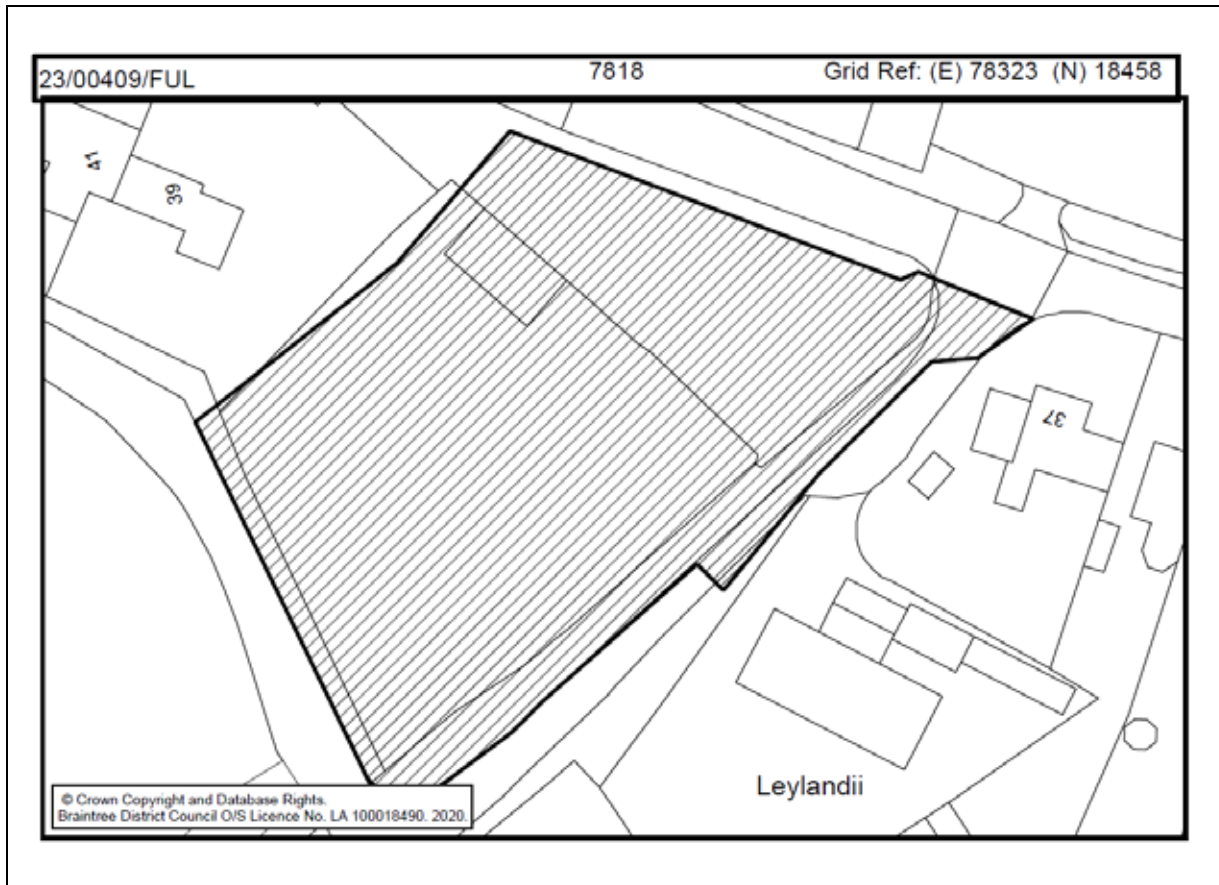 23/00409/FUL
7818
Grid Ref: (E) 78323 (N) 18458
41
39
37
Leylandii
© Crown Copyright and Database Rights.
Braintree District Council O/S Licence No. LA 100018490. 2020.